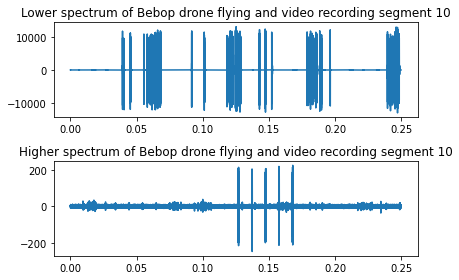 Lower spectrum of Bebop drone flying and video recording segment 10
10000
0
−10000
0.00 0.05 0.10 0.15 0.20 0.25
Higher spectrum of Bebop drone flying and video recording segment 10
200
0
−200
0.00 0.05 0.10 0.15 0.20 0.25